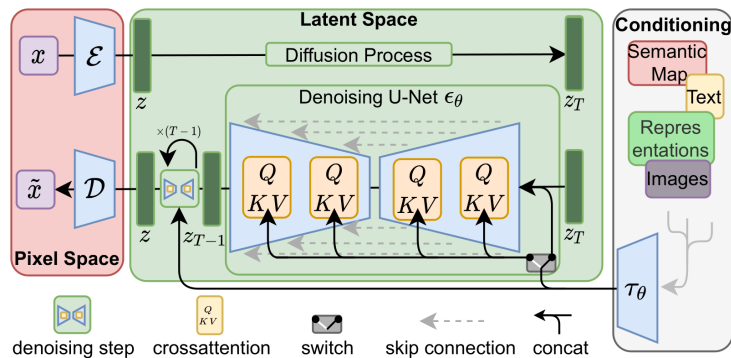 Latent Space
Conditioning
x
ℰ
Diffusion Process
Semantic
Map
z
z_T
Text
Denoising U-Net ϵ_θ
Repres
entations
×(T−1)
Images
x̃
𝒟
Q
KV
Q
KV
Q
KV
Q
KV
z
z_{T−1}
z_T
Pixel Space
τ_θ
Q
KV
denoising step
crossattention
switch
skip connection
concat